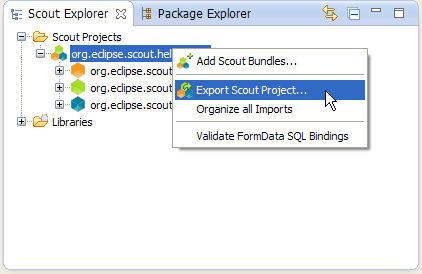 Scout Explorer
Package Explorer
Scout Projects
org.eclipse.scout.hel
Add Scout Bundles...
org.eclipse.scout
Export Scout Project...
org.eclipse.scout
Organize all Imports
org.eclipse.scout
Libraries
Validate FormData SQL Bindings